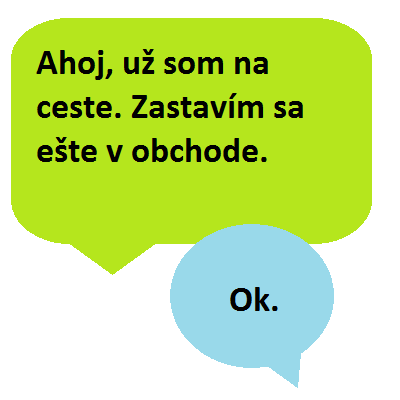 Ahoj, už som na
ceste. Zastavím sa
ešte v obchode.
Ok.